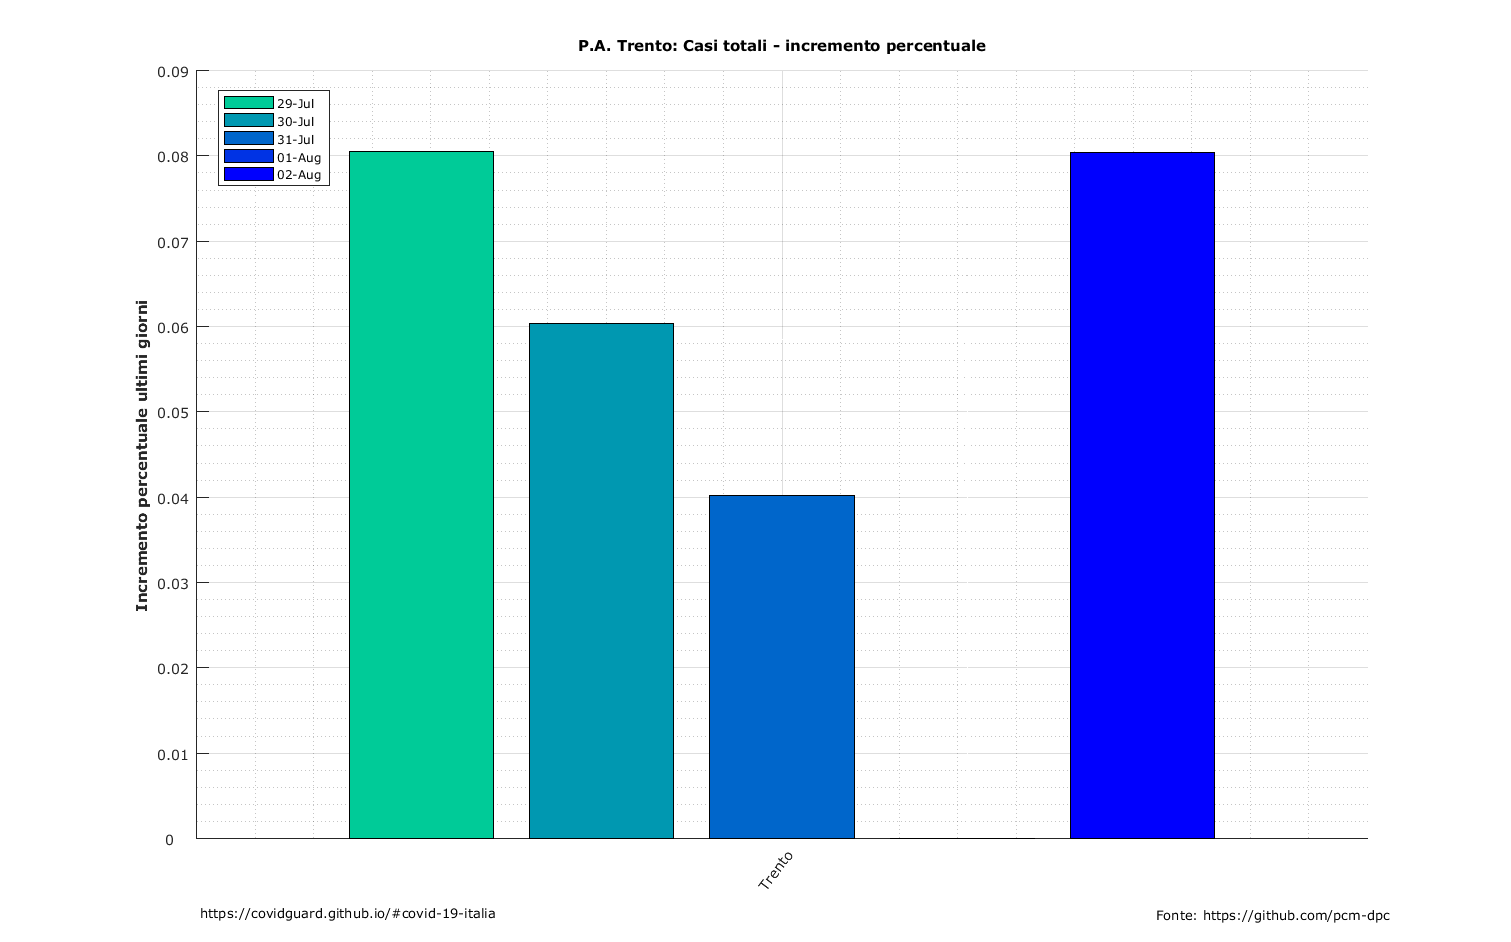 P.A. Trento: Casi totali - incremento percentuale
0.09
0.08
0.07
0.06
0.05
0.04
0.03
0.02
0.01
0
29-Jul
30-Jul
31-Jul
01-Aug
02-Aug
Incremento percentuale ultimi giorni
Trento
https://covidguard.github.io/#covid-19-italia
Fonte: https://github.com/pcm-dpc